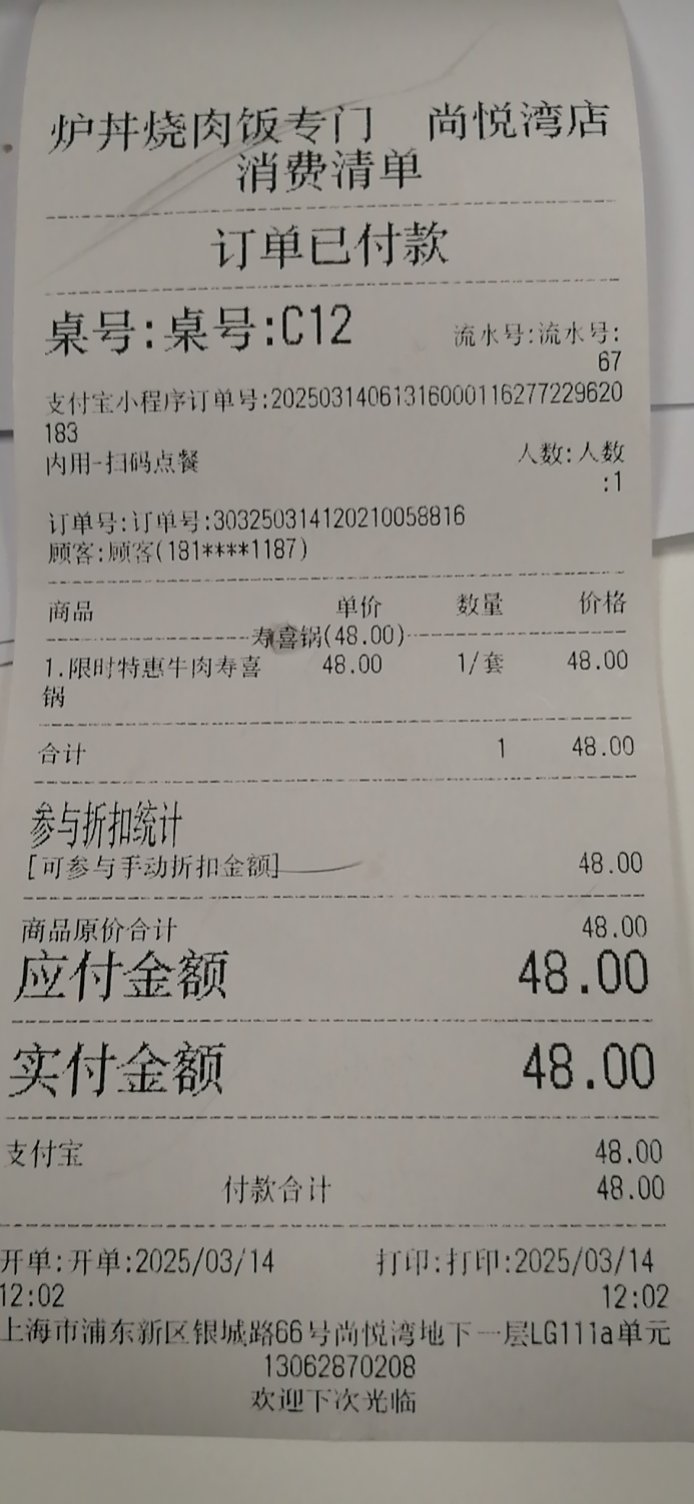 炉丼烧肉饭专门 尚悦湾店
消费清单
订单已付款
桌号:桌号:C12 流水号:流水号:
67
支付宝小程序订单号:2025031406131600011627722962​0
183
内用-扫码点餐 人数:人数
:1
订单号:订单号:303250314120210058816
顾客:顾客(181****1187)
商品 单价 数量 价格
寿喜锅(48.00)
1.限时特惠牛肉寿喜 48.00 1/套 48.00
锅
合计 1 48.00
参与折扣统计
[可参与手动折扣金额] 48.00
商品原价合计 48.00
应付金额 48.00
实付金额 48.00
支付宝 48.00
付款合计 48.00
开单:开单:2025/03/14 打印:打印:2025/03/14
12:02 12:02
上海市浦东新区银城路66号尚悦湾地下一层LG111a单元
13062870208
欢迎下次光临